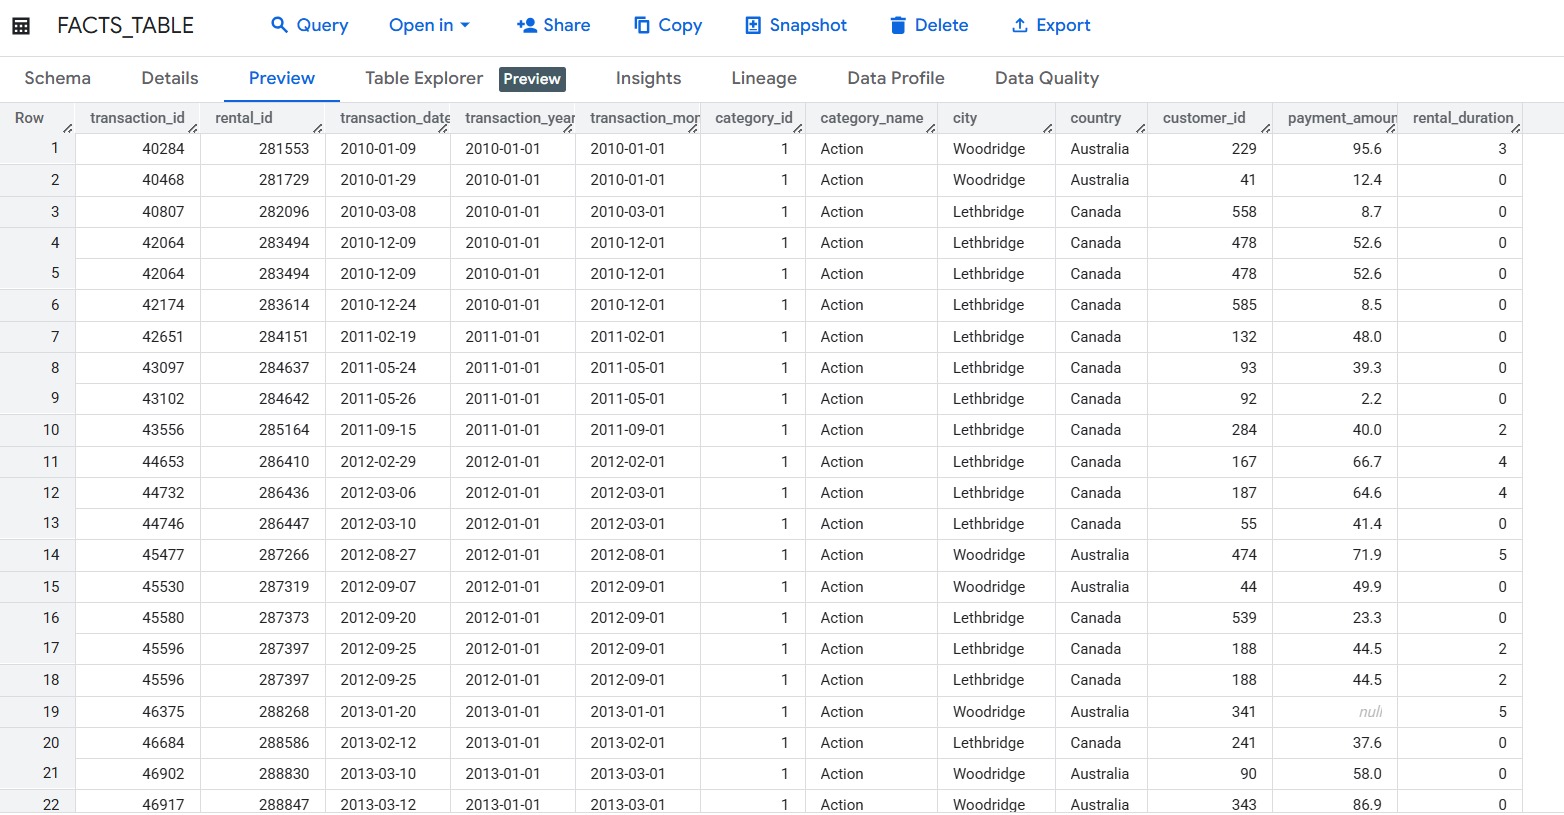 FACTS_TABLE Query Open in Share Copy Snapshot Delete Export
Schema Details Preview Table Explorer Preview Insights Lineage Data Profile Data Quality
Row transaction_id rental_id transaction_date transaction_year transaction_mon category_id category_name city country customer_id payment_amoun rental_duration
1 40284 281553 2010-01-09 2010-01-01 2010-01-01 1 Action Woodridge Australia 229 95.6 3
2 40468 281729 2010-01-29 2010-01-01 2010-01-01 1 Action Woodridge Australia 41 12.4 0
3 40807 282096 2010-03-08 2010-01-01 2010-03-01 1 Action Lethbridge Canada 558 8.7 0
4 42064 283494 2010-12-09 2010-01-01 2010-12-01 1 Action Lethbridge Canada 478 52.6 0
5 42064 283494 2010-12-09 2010-01-01 2010-12-01 1 Action Lethbridge Canada 478 52.6 0
6 42174 283614 2010-12-24 2010-01-01 2010-12-01 1 Action Lethbridge Canada 585 8.5 0
7 42651 284151 2011-02-19 2011-01-01 2011-02-01 1 Action Lethbridge Canada 132 48.0 0
8 43097 284637 2011-05-24 2011-01-01 2011-05-01 1 Action Lethbridge Canada 93 39.3 0
9 43102 284642 2011-05-26 2011-01-01 2011-05-01 1 Action Lethbridge Canada 92 2.2 0
10 43556 285164 2011-09-15 2011-01-01 2011-09-01 1 Action Lethbridge Canada 284 40.0 2
11 44653 286410 2012-02-29 2012-01-01 2012-02-01 1 Action Lethbridge Canada 167 66.7 4
12 44732 286436 2012-03-06 2012-01-01 2012-03-01 1 Action Lethbridge Canada 187 64.6 4
13 44746 286447 2012-03-10 2012-01-01 2012-03-01 1 Action Lethbridge Canada 55 41.4 0
14 45477 287266 2012-08-27 2012-01-01 2012-08-01 1 Action Woodridge Australia 474 71.9 5
15 45530 287319 2012-09-07 2012-01-01 2012-09-01 1 Action Woodridge Australia 44 49.9 0
16 45580 287373 2012-09-20 2012-01-01 2012-09-01 1 Action Lethbridge Canada 539 23.3 0
17 45596 287397 2012-09-25 2012-01-01 2012-09-01 1 Action Lethbridge Canada 188 44.5 2
18 45596 287397 2012-09-25 2012-01-01 2012-09-01 1 Action Lethbridge Canada 188 44.5 2
19 46375 288268 2013-01-20 2013-01-01 2013-01-01 1 Action Woodridge Australia 341 null 5
20 46684 288586 2013-02-12 2013-01-01 2013-02-01 1 Action Lethbridge Canada 241 37.6 0
21 46902 288830 2013-03-10 2013-01-01 2013-03-01 1 Action Woodridge Australia 90 58.0 0
22 46917 288847 2013-03-12 2013-01-01 2013-03-01 1 Action Woodridge Australia 343 86.9 0